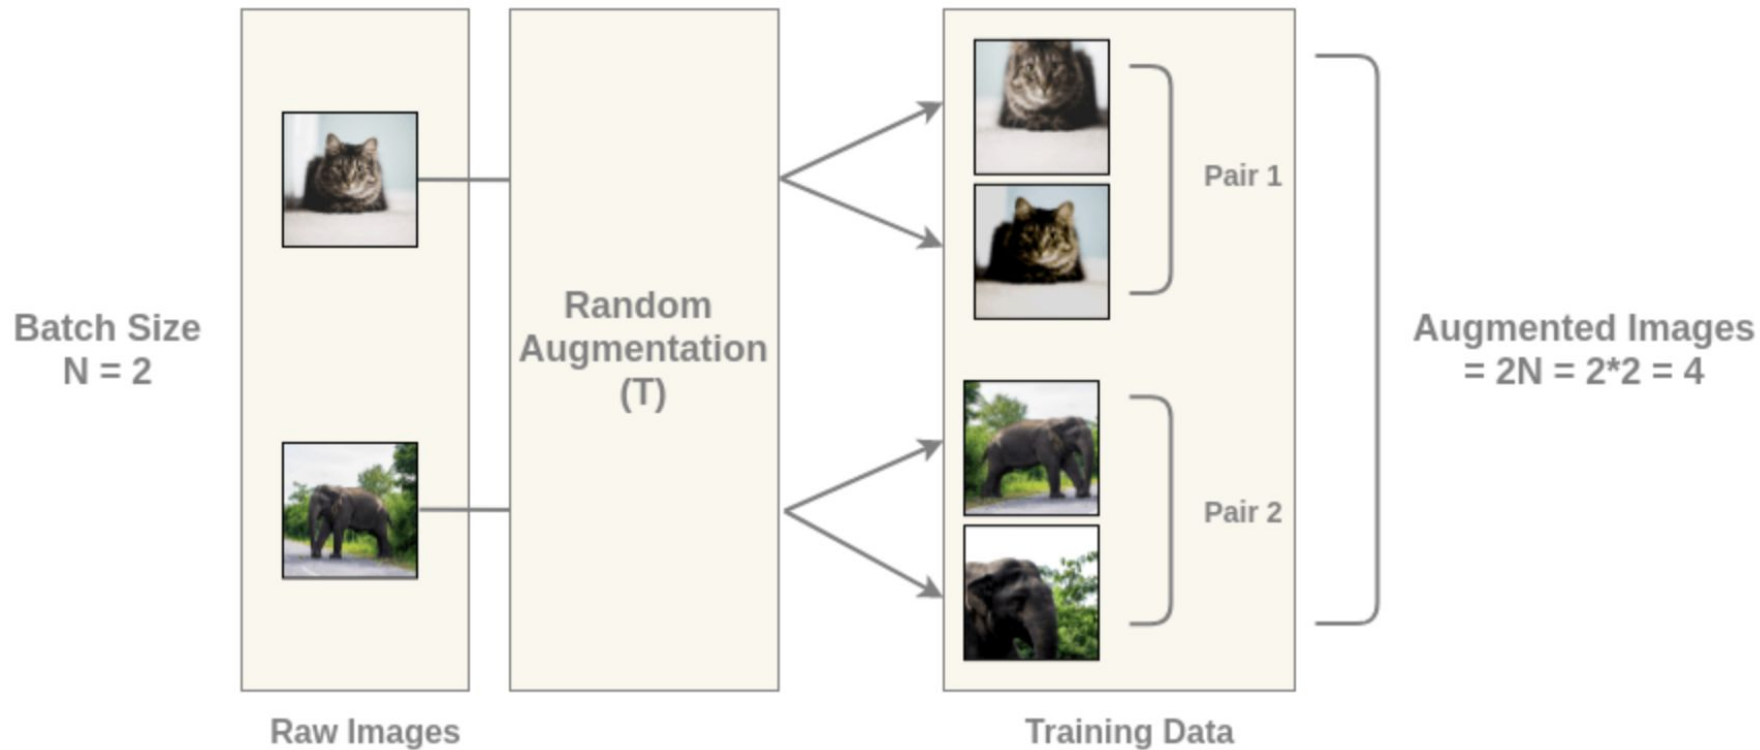 Batch Size
N = 2
Random
Augmentation
(T)
Pair 1
Pair 2
Augmented Images
= 2N = 2*2 = 4
Raw Images
Training Data